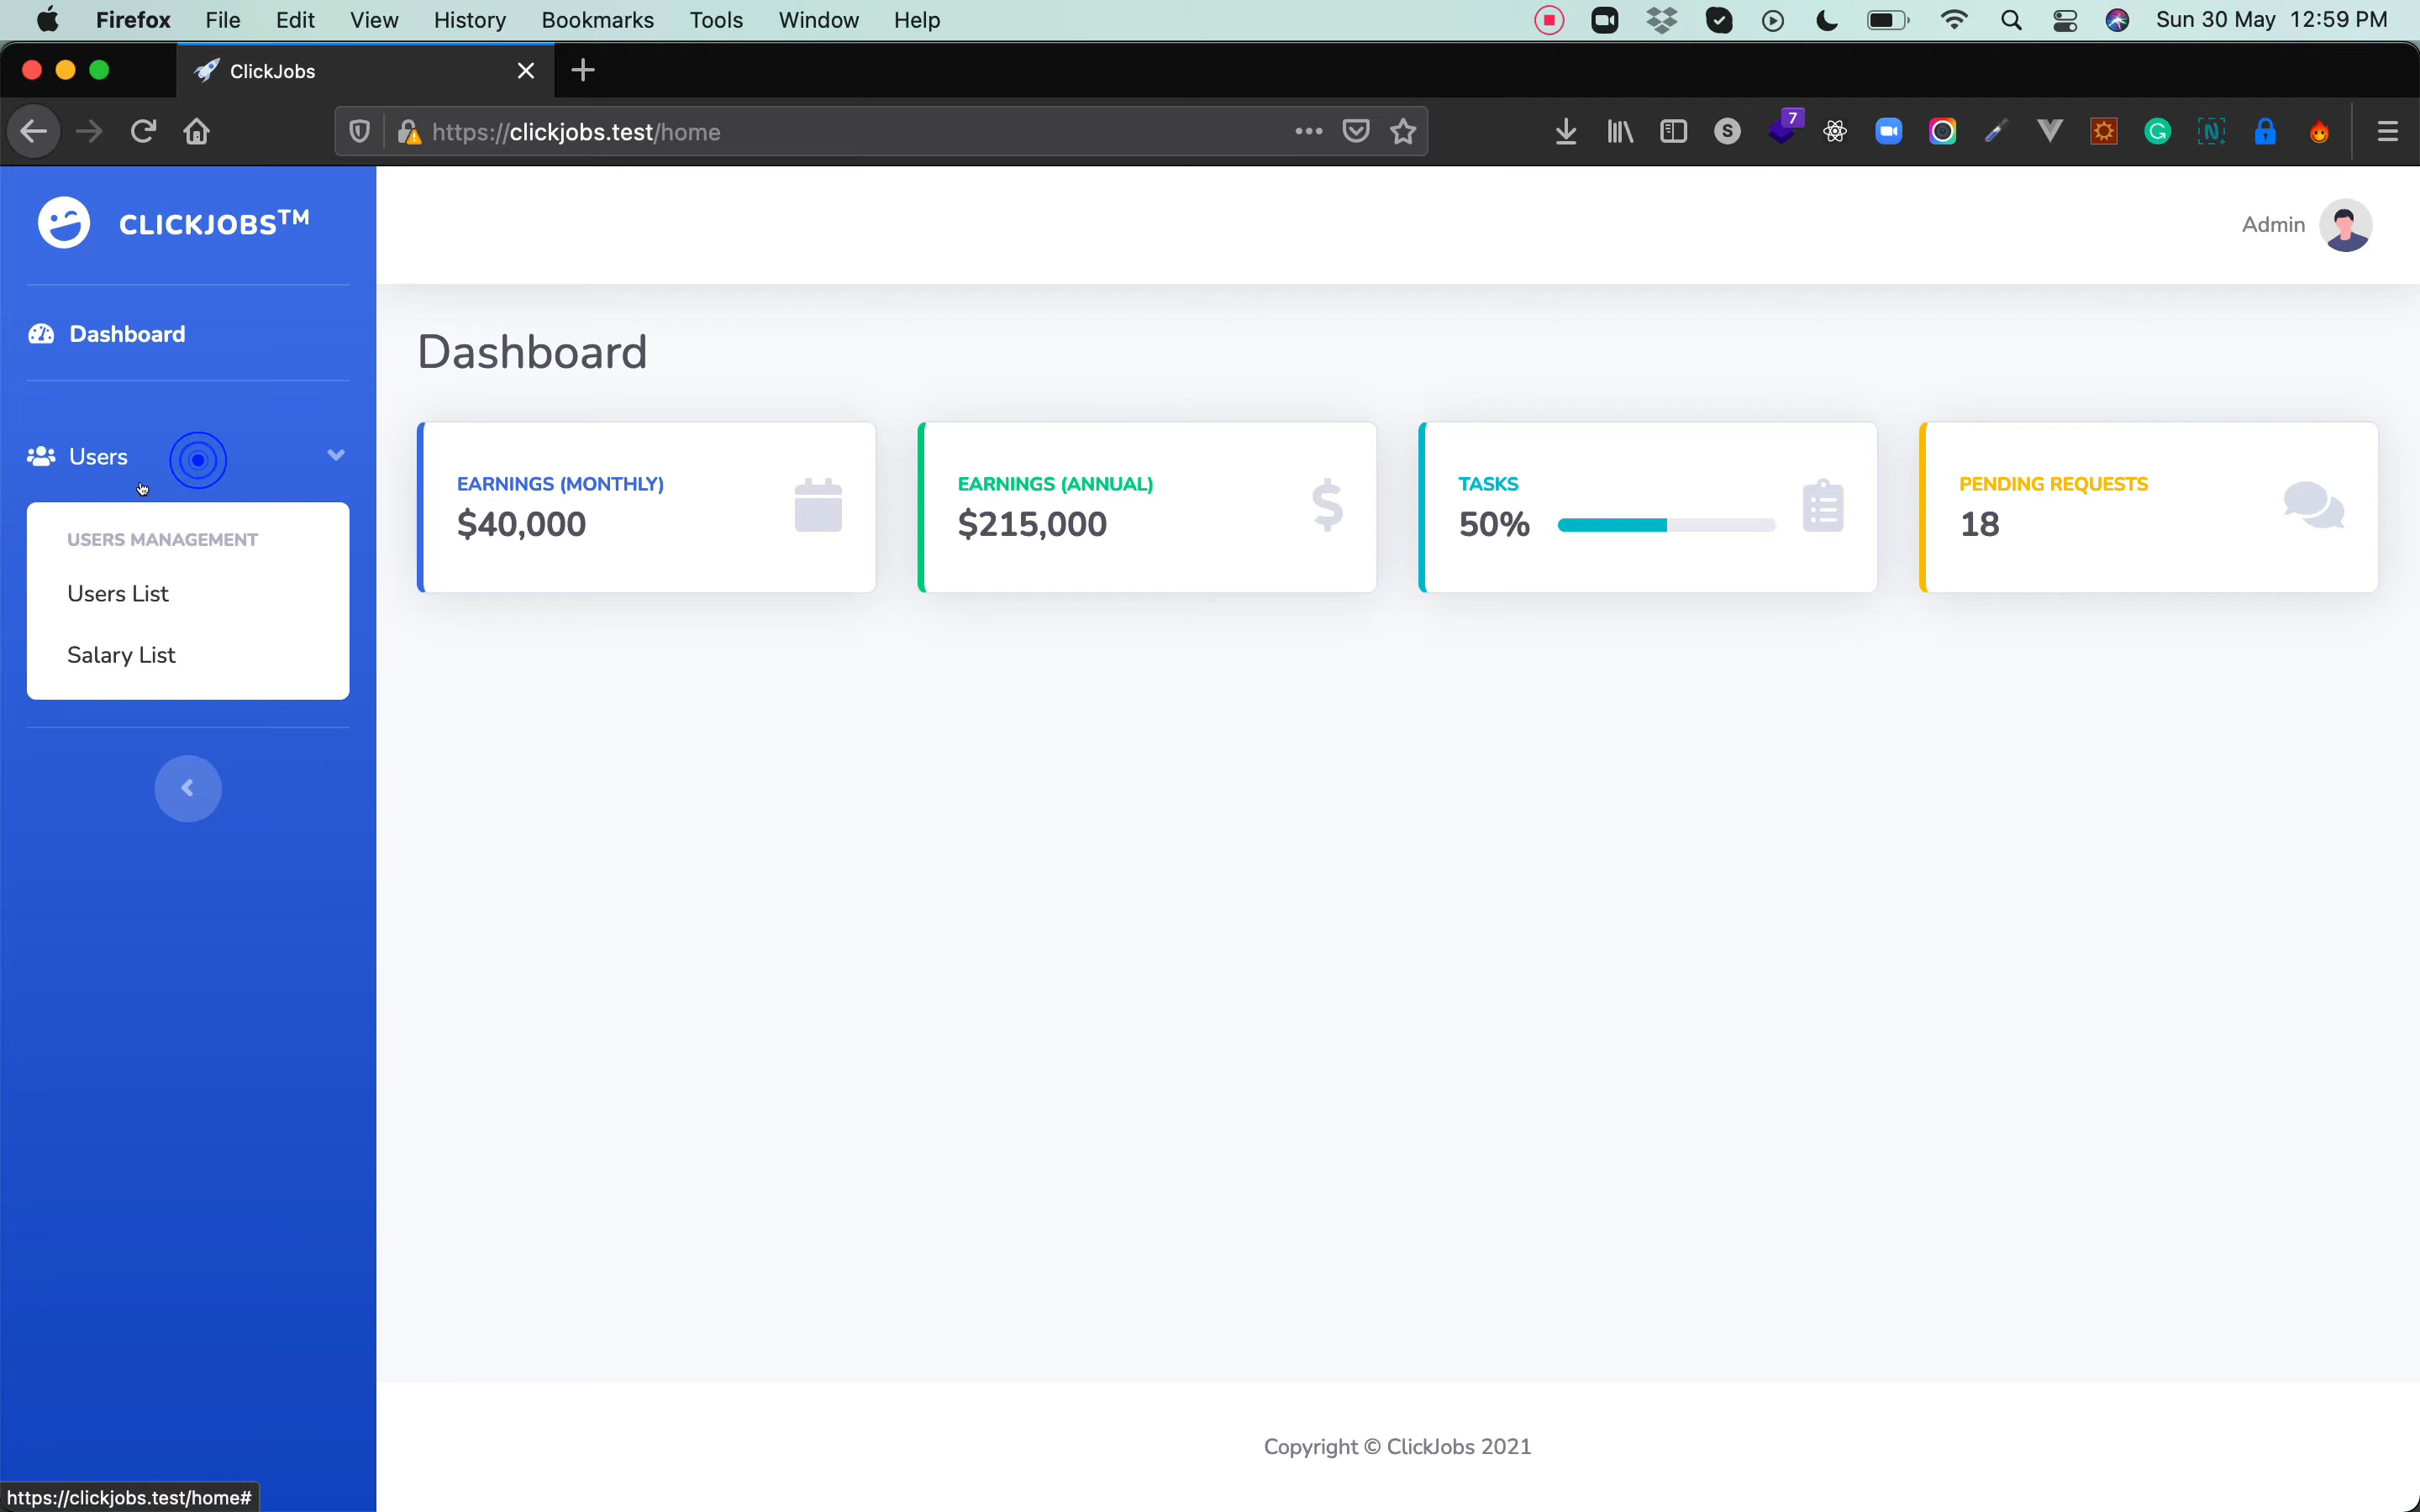 Firefox File Edit View History Bookmarks Tools Window Help Sun 30 May 12:59 PM
ClickJobs
https://clickjobs.test/home
7
S
CLICKJOBS™
Admin
Dashboard
Dashboard
Users
USERS MANAGEMENT
Users List
Salary List
EARNINGS (MONTHLY)
$40,000
EARNINGS (ANNUAL)
$215,000
TASKS
50%
PENDING REQUESTS
18
Copyright © ClickJobs 2021
https://clickjobs.test/home#